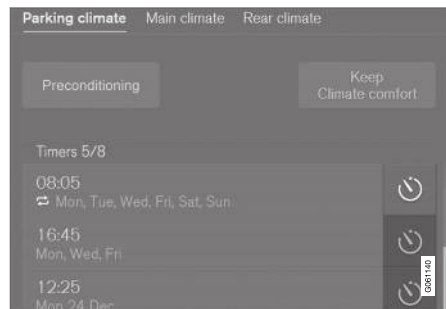 Parking climate Main climate Rear climate
Preconditioning
Keep
Climate comfort
Timers 5/8
08:05
Mon, Tue, Wed, Fri, Sat, Sun
16:45
Mon, Wed, Fri
12:25
Mon 24 Dec
G061140